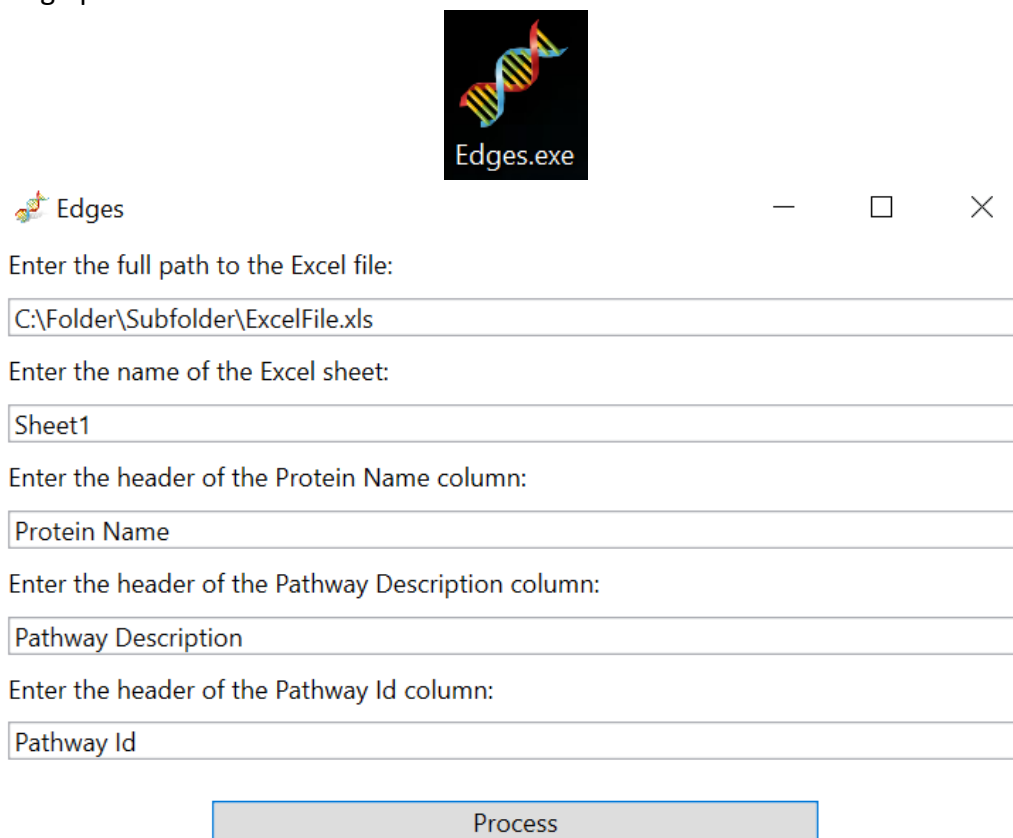 Edges.exe
Edges
Enter the full path to the Excel file:
C:\Folder\Subfolder\ExcelFile.xls
Enter the name of the Excel sheet:
Sheet1
Enter the header of the Protein Name column:
Protein Name
Enter the header of the Pathway Description column:
Pathway Description
Enter the header of the Pathway Id column:
Pathway Id
Process